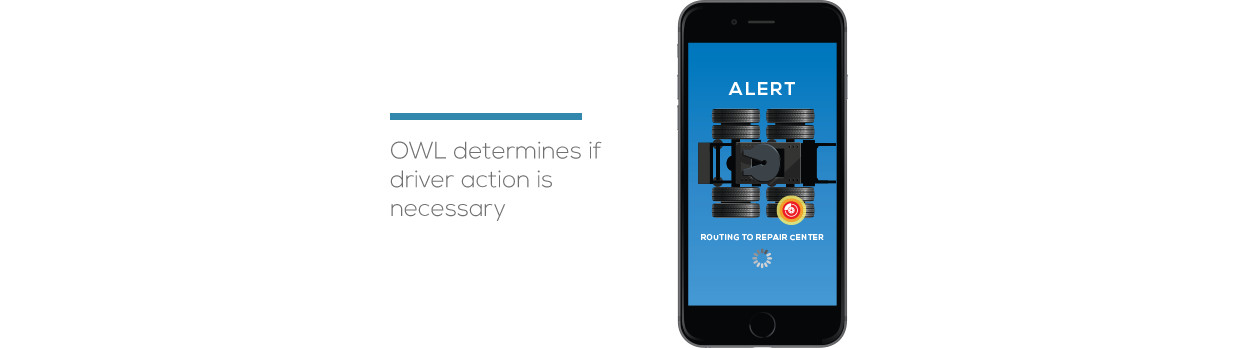 OWL determines if
driver action is
necessary
ALERT
ROUTING TO REPAIR CENTER